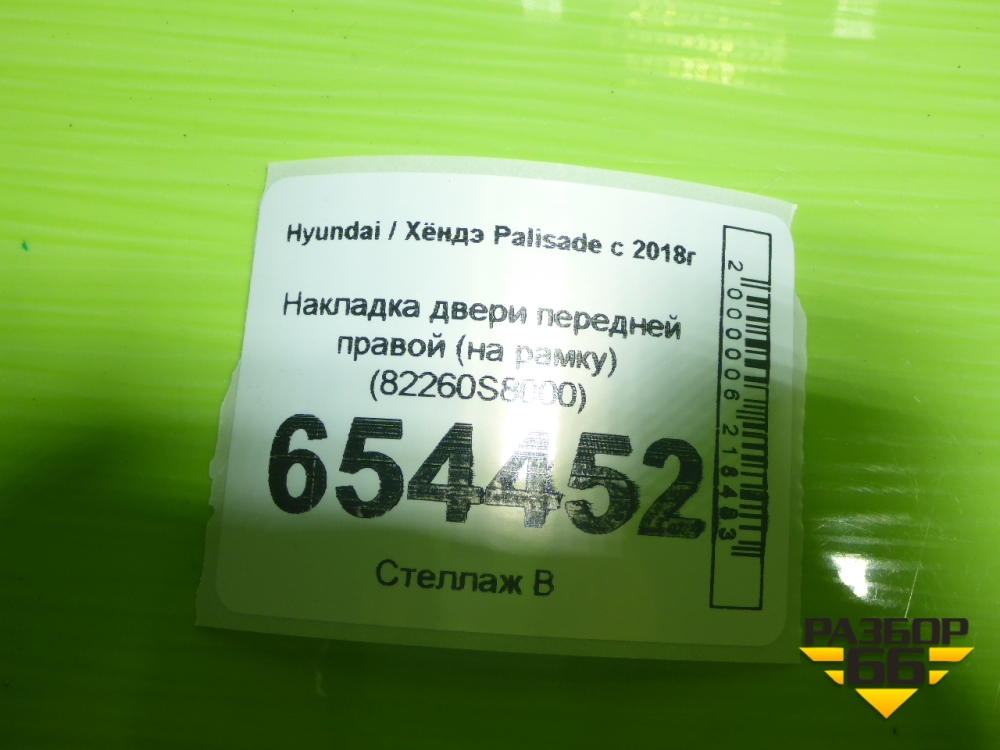 Hyundai / Хёндэ Palisade с 2018г
Накладка двери передней
правой (на рамку)
(82260S8000)
654452
Стеллаж В
2000006218483
РАЗБОР
66